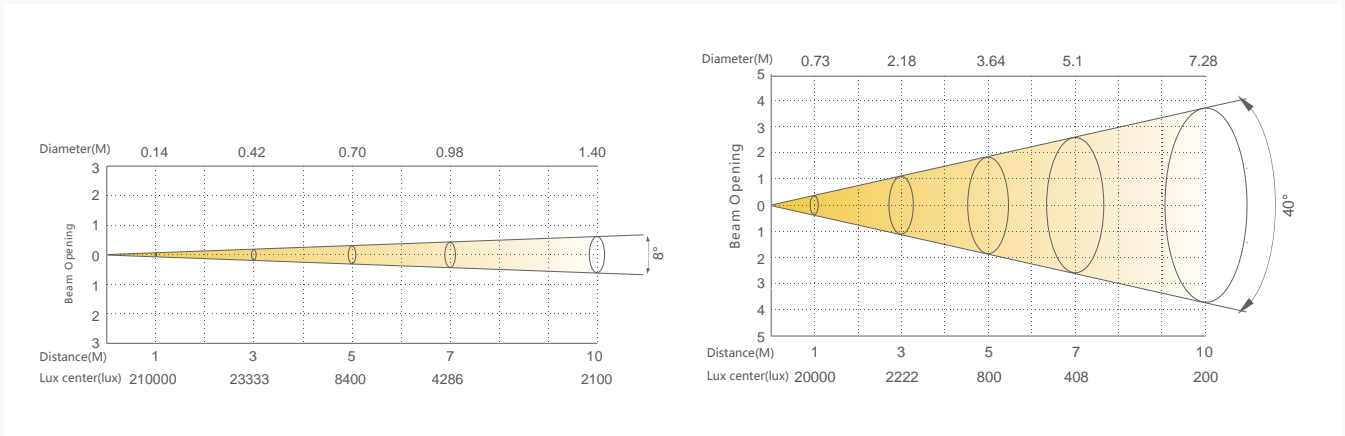 Diameter(M) 0.14 0.42 0.70 0.98 1.40
3
2
1
0
1
2
3
Beam Opening
8°
Distance(M) 1 3 5 7 10
Lux center(lux) 210000 23333 8400 4286 2100
Diameter(M) 0.73 2.18 3.64 5.1 7.28
5
4
3
2
1
0
1
2
3
4
5
Beam Opening
40°
Distance(M) 1 3 5 7 10
Lux center(lux) 20000 2222 800 408 200